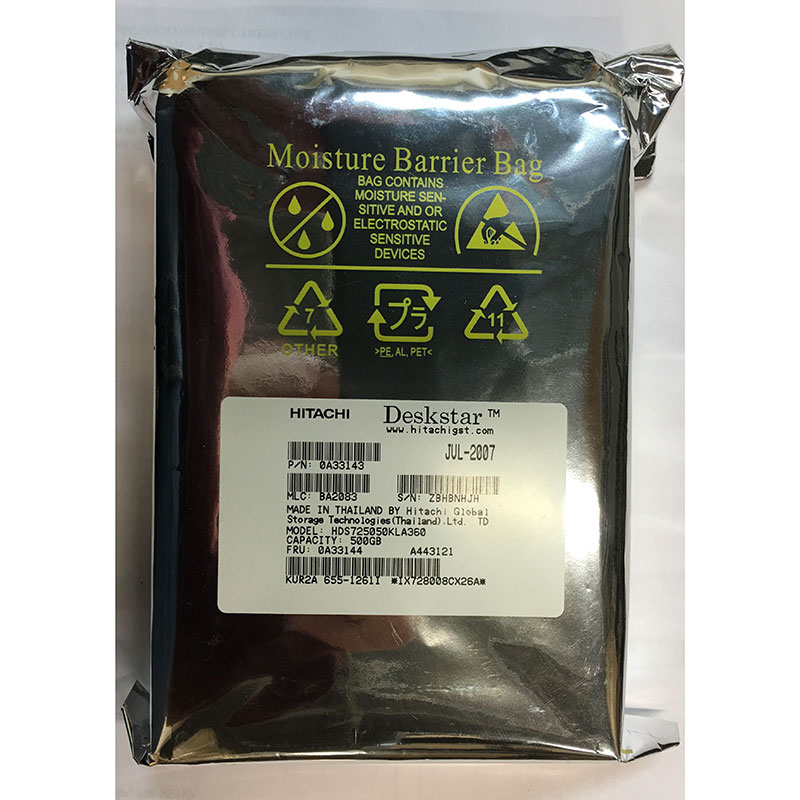 Moisture Barrier Bag
BAG CONTAINS
MOISTURE SEN-
SITIVE AND OR
ELECTROSTATIC
SENSITIVE
DEVICES
7
OTHER
プラ
>PE, AL, PET<
11
HITACHI Deskstar™
www.hitachigst.com
JUL-2007
P/N: 0A33143
MLC: BA2083 S/N: ZBHBNHJH
MADE IN THAILAND BY Hitachi Global
Storage Technologies(Thailand).Ltd. TD
MODEL: HDS725050KLA360
CAPACITY: 500GB
FRU: 0A33144 A443121
KUR2A 655-1261I *IX728008CX26A*